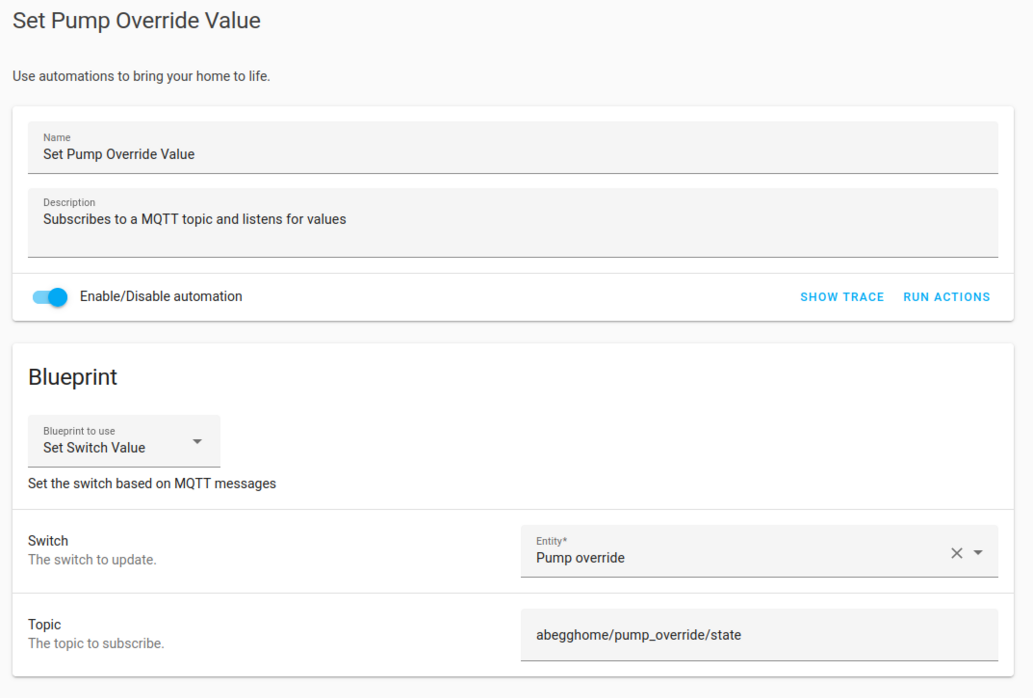 Set Pump Override Value
Use automations to bring your home to life.
Name
Set Pump Override Value
Description
Subscribes to a MQTT topic and listens for values
Enable/Disable automation
SHOW TRACE
RUN ACTIONS
Blueprint
Blueprint to use
Set Switch Value
Set the switch based on MQTT messages
Switch
The switch to update.
Entity*
Pump override
Topic
The topic to subscribe.
abegghome/pump_override/state